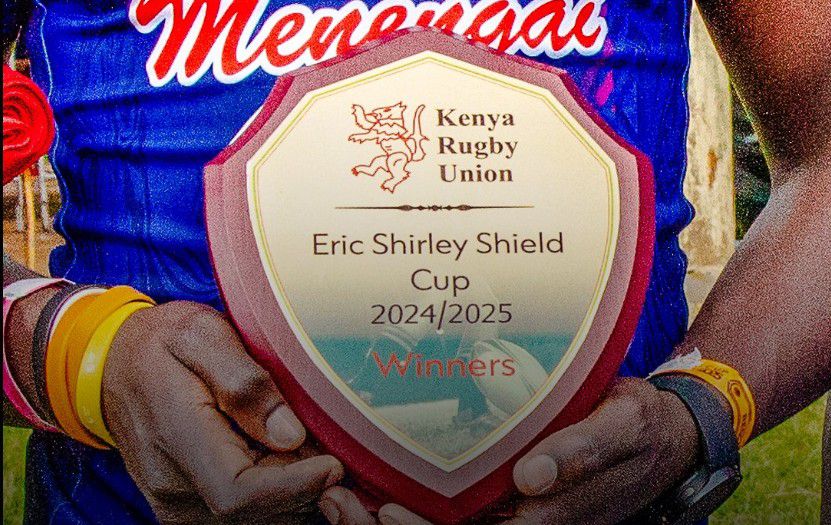 Menengai
Kenya
Rugby
Union
Eric Shirley Shield
Cup
2024/2025
Winners